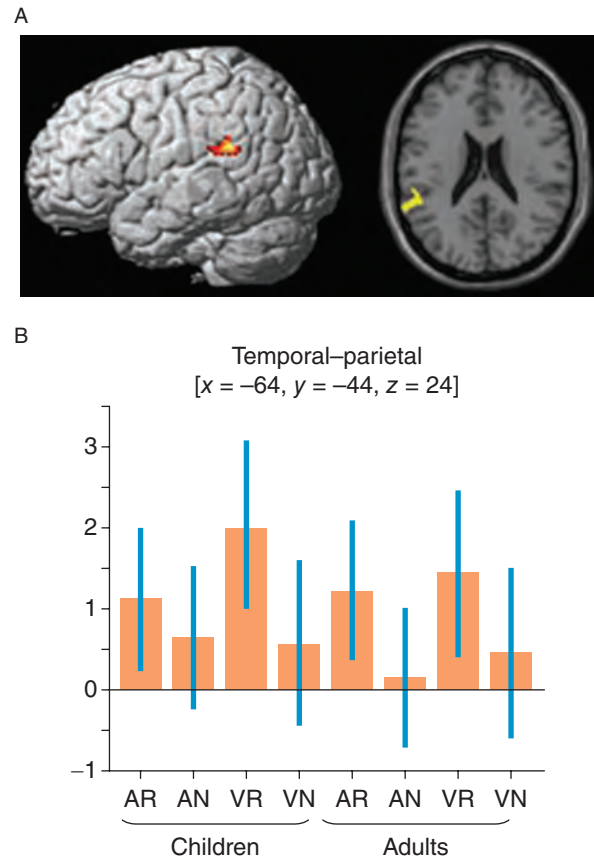 A
B
Temporal–parietal
[x = –64, y = –44, z = 24]
3
2
1
0
–1
AR AN VR VN AR AN VR VN
Children Adults